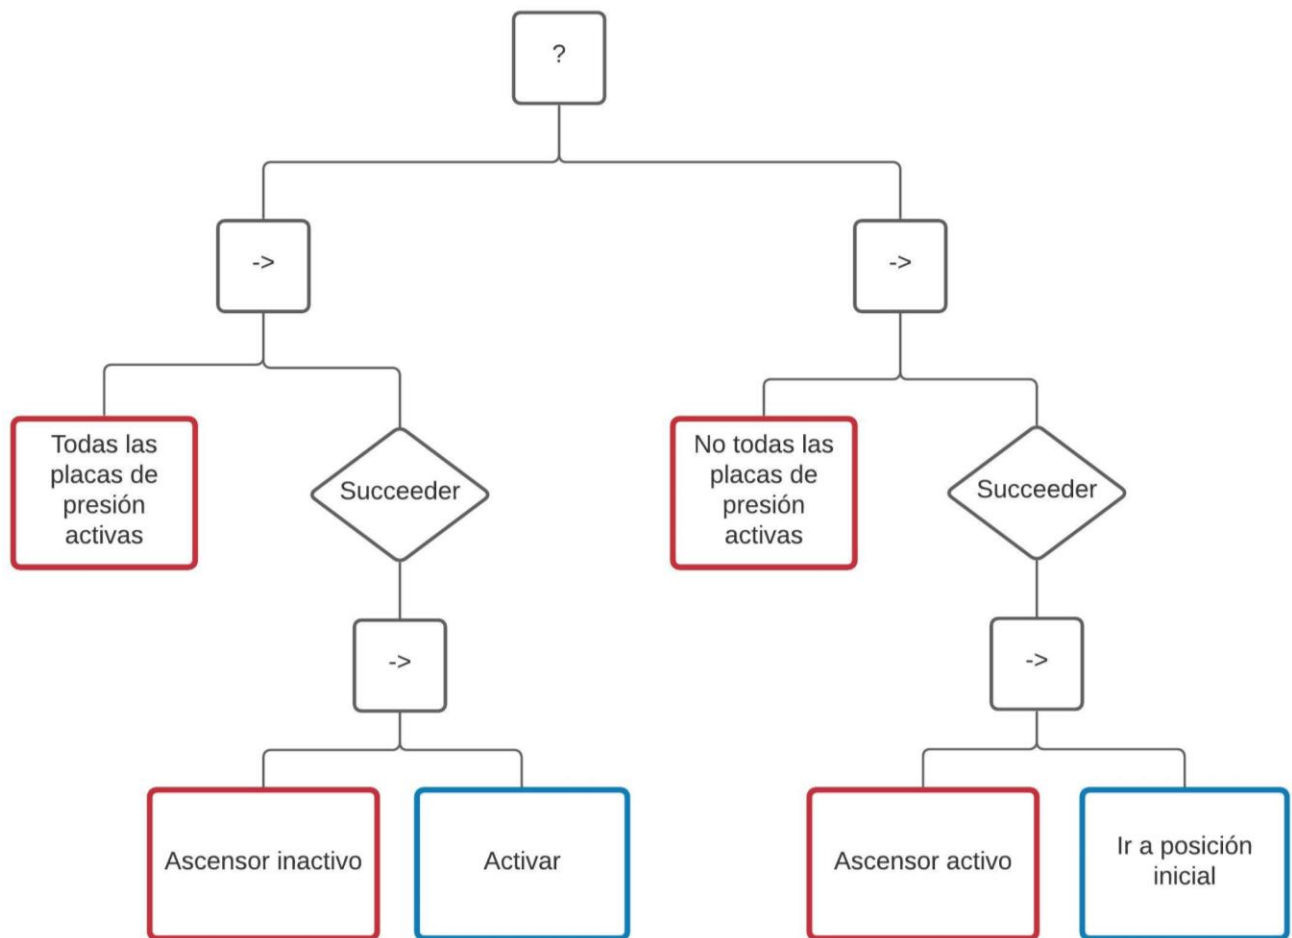 ?
->
->
Todas las
placas de
presión
activas
Succeeder
No todas las
placas de
presión
activas
Succeeder
->
->
Ascensor inactivo
Activar
Ascensor activo
Ir a posición
inicial